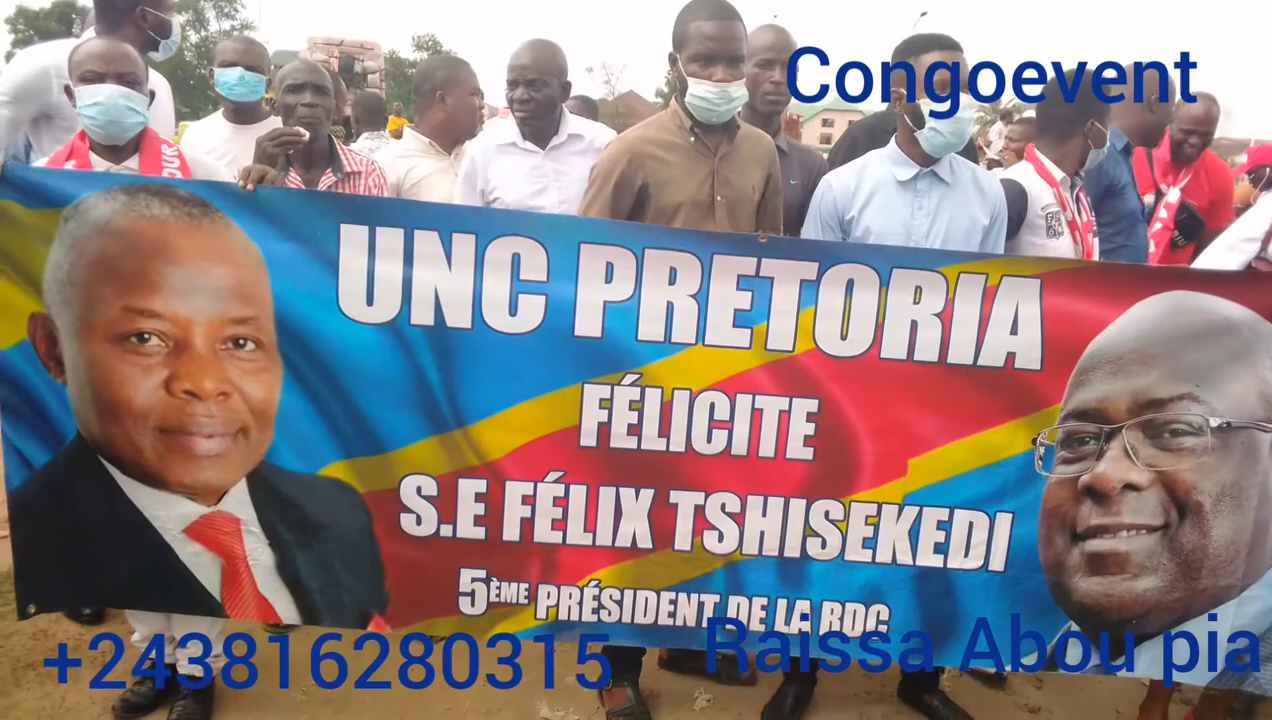 Congoevent
UNC PRETORIA
FÉLICITE
S.E FÉLIX TSHISEKEDI
5ÈME PRÉSIDENT DE LA RDC
+243816280315
Raissa Abou pia